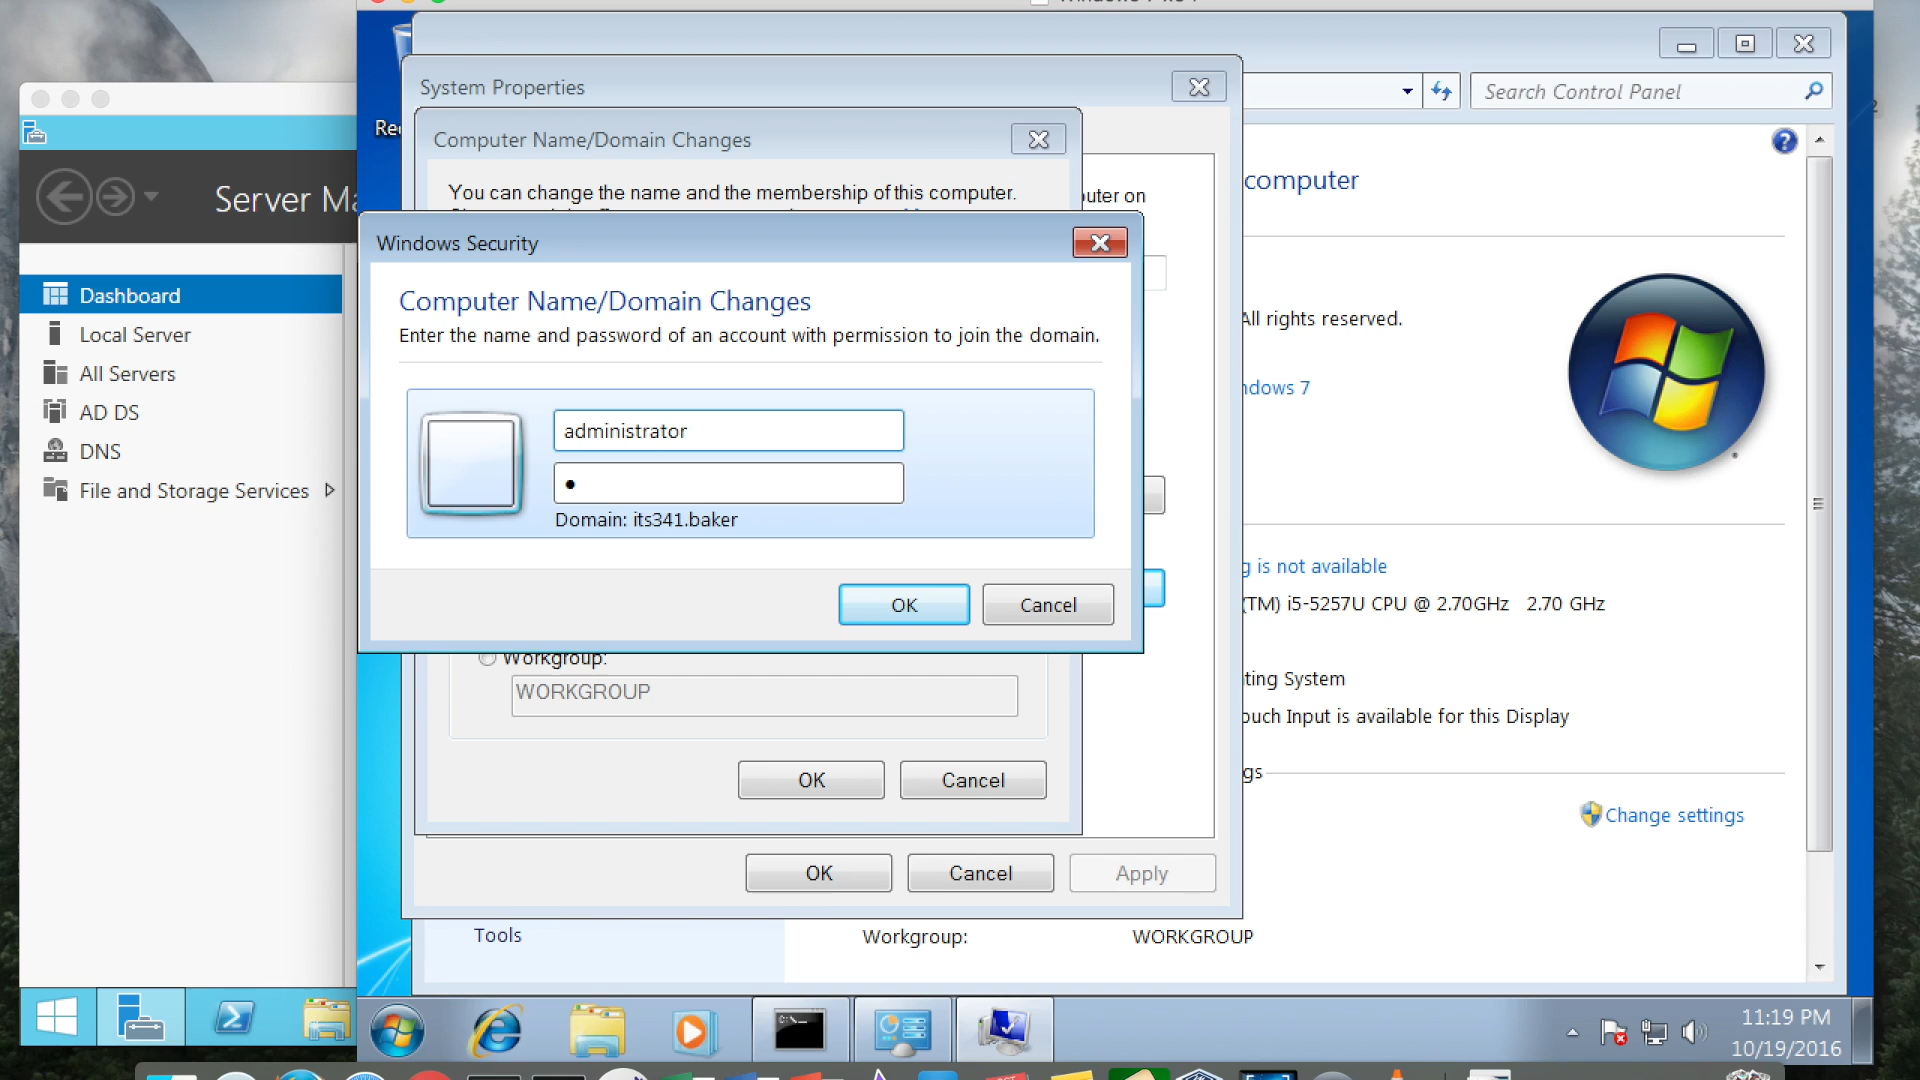 System Properties
Search Control Panel
Computer Name/Domain Changes
You can change the name and the membership of this computer.
computer
Server Ma
Windows Security
Computer Name/Domain Changes
Enter the name and password of an account with permission to join the domain.
Dashboard
Local Server
All Servers
AD DS
DNS
File and Storage Services
administrator
●
Domain: its341.baker
OK
Cancel
All rights reserved.
ndows 7
g is not available
(TM) i5-5257U CPU @ 2.70GHz 2.70 GHz
ting System
ouch Input is available for this Display
gs
Change settings
Workgroup:
WORKGROUP
OK
Cancel
OK
Cancel
Apply
Tools
Workgroup:
WORKGROUP
11:19 PM
10/19/2016